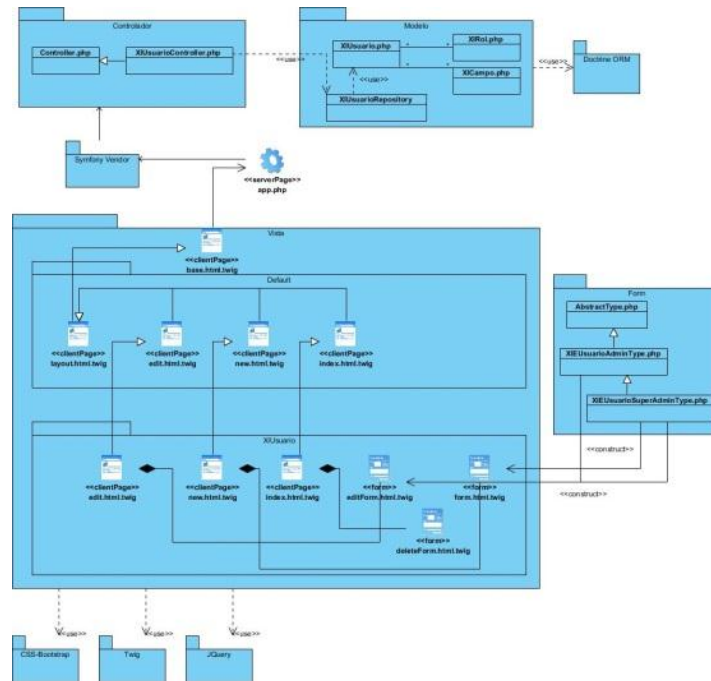 Controlador
Controller.php
XIUsuarioController.php
<<use>>
Modelo
XIUsuario.php
XIRol.php
XICampo.php
<<use>>
XIUsuarioRepository
<<use>>
Doctrine ORM
Symfony Vendor
<<serverPage>>
app.php
Vista
<<clientPage>>
base.html.twig
Default
<<clientPage>>
layout.html.twig
<<clientPage>>
edit.html.twig
<<clientPage>>
new.html.twig
<<clientPage>>
index.html.twig
Form
AbstractType.php
XIEUsuarioAdminType.php
XIEUsuarioSuperAdminType.php
<<construct>>
<<construct>>
XIUsuario
<<clientPage>>
edit.html.twig
<<clientPage>>
new.html.twig
<<clientPage>>
index.html.twig
<<form>>
editForm.html.twig
<<form>>
form.html.twig
<<form>>
deleteForm.html.twig
<<use>>
<<use>>
<<use>>
CSS-Bootstrap
Twig
JQuery